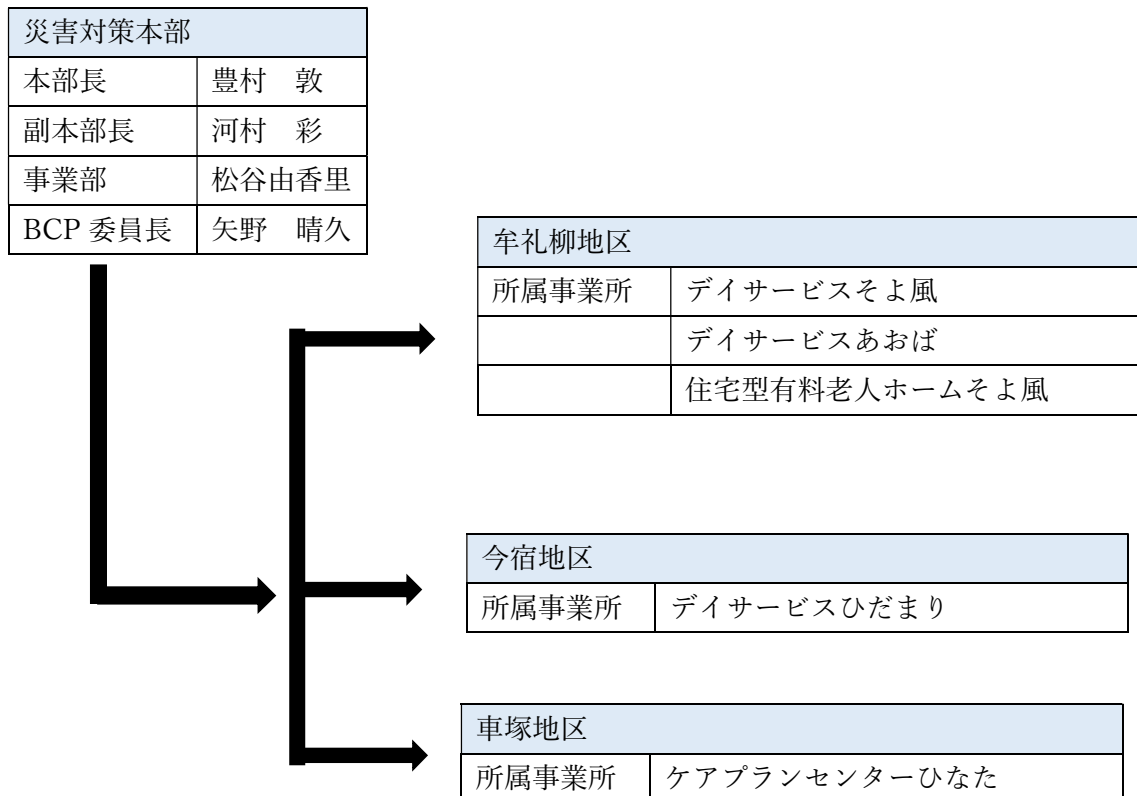 災害対策本部
本部長 豊村 敦
副本部長 河村 彩
事業部 松谷由香里
BCP 委員長 矢野 晴久
牟礼柳地区
所属事業所 デイサービスそよ風
デイサービスあおば
住宅型有料老人ホームそよ風
今宿地区
所属事業所 デイサービスひだまり
車塚地区
所属事業所 ケアプランセンターひなた